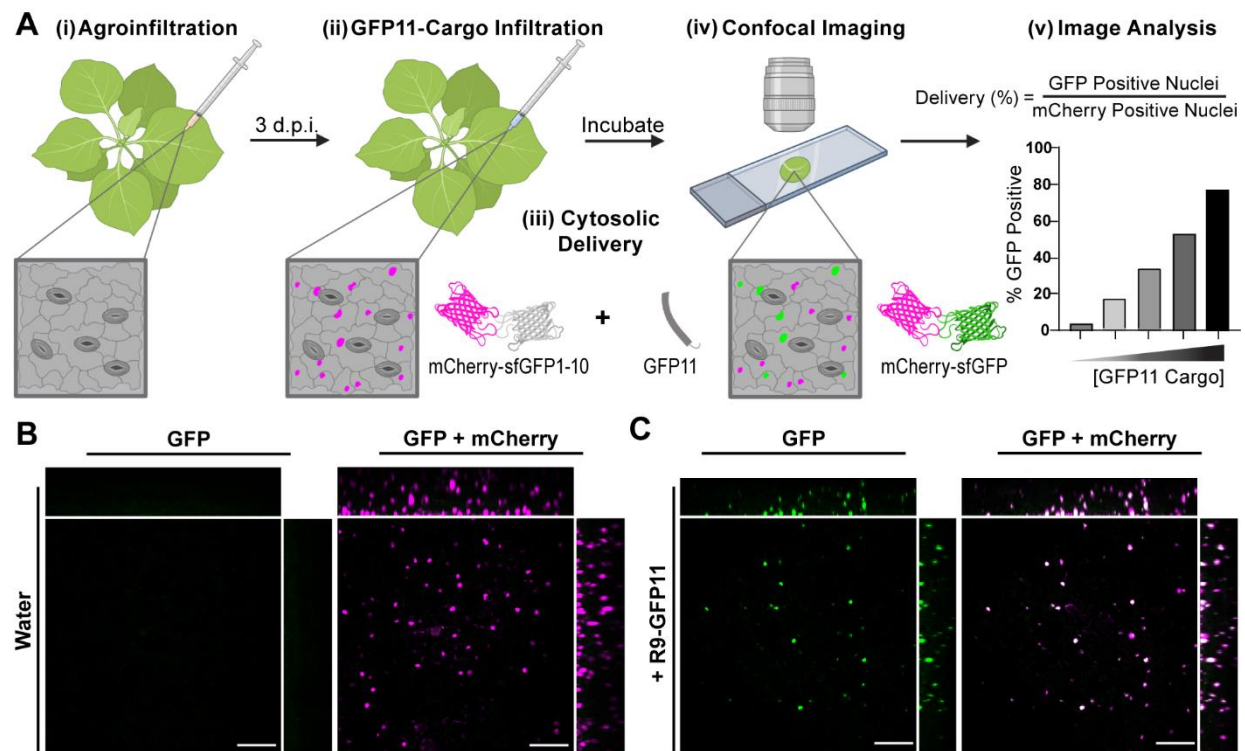 A
(i) Agroinfiltration
(ii) GFP11-Cargo Infiltration
(iv) Confocal Imaging
(v) Image Analysis
3 d.p.i.
Incubate
Delivery (%) = GFP Positive Nuclei
mCherry Positive Nuclei
(iii) Cytosolic
Delivery
mCherry-sfGFP1-10
+
GFP11
mCherry-sfGFP
% GFP Positive
100
80
60
40
20
0
[GFP11 Cargo]
B
GFP
GFP + mCherry
Water
C
GFP
GFP + mCherry
+ R9-GFP11